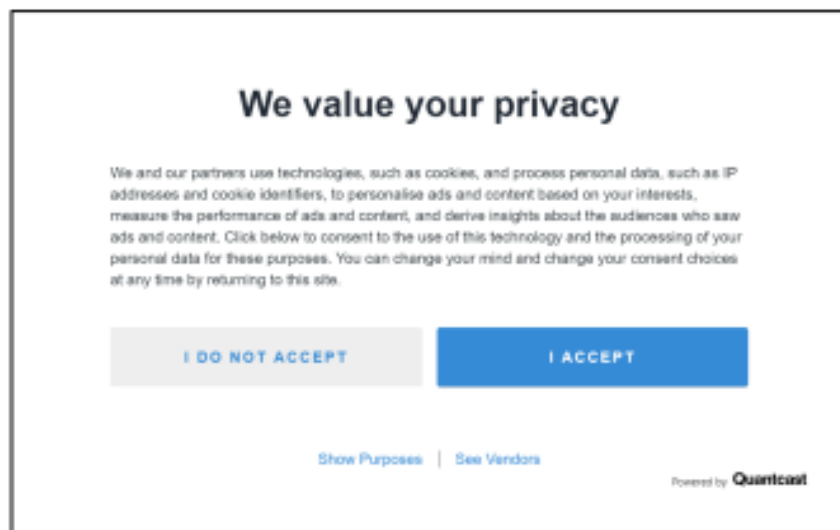 We value your privacy
We and our partners use technologies, such as cookies, and process personal data, such as IP
addresses and cookie identifiers, to personalise ads and content based on your interests,
measure the performance of ads and content, and derive insights about the audiences who saw
ads and content. Click below to consent to the use of this technology and the processing of your
personal data for these purposes. You can change your mind and change your consent choices
at any time by returning to this site.
I DO NOT ACCEPT I ACCEPT
Show Purposes | See Vendors
Powered by Quantcast